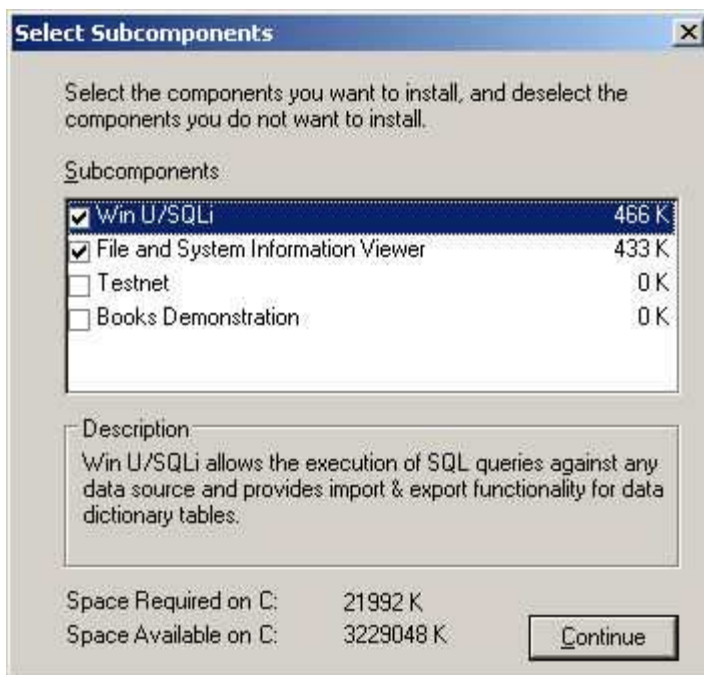 Select Subcomponents
Select the components you want to install, and deselect the
components you do not want to install.
Subcomponents
Win U/SQLi 466 K
File and System Information Viewer 433 K
Testnet 0 K
Books Demonstration 0 K
Description
Win U/SQLi allows the execution of SQL queries against any
data source and provides import & export functionality for data
dictionary tables.
Space Required on C: 21992 K
Space Available on C: 3229048 K
Continue